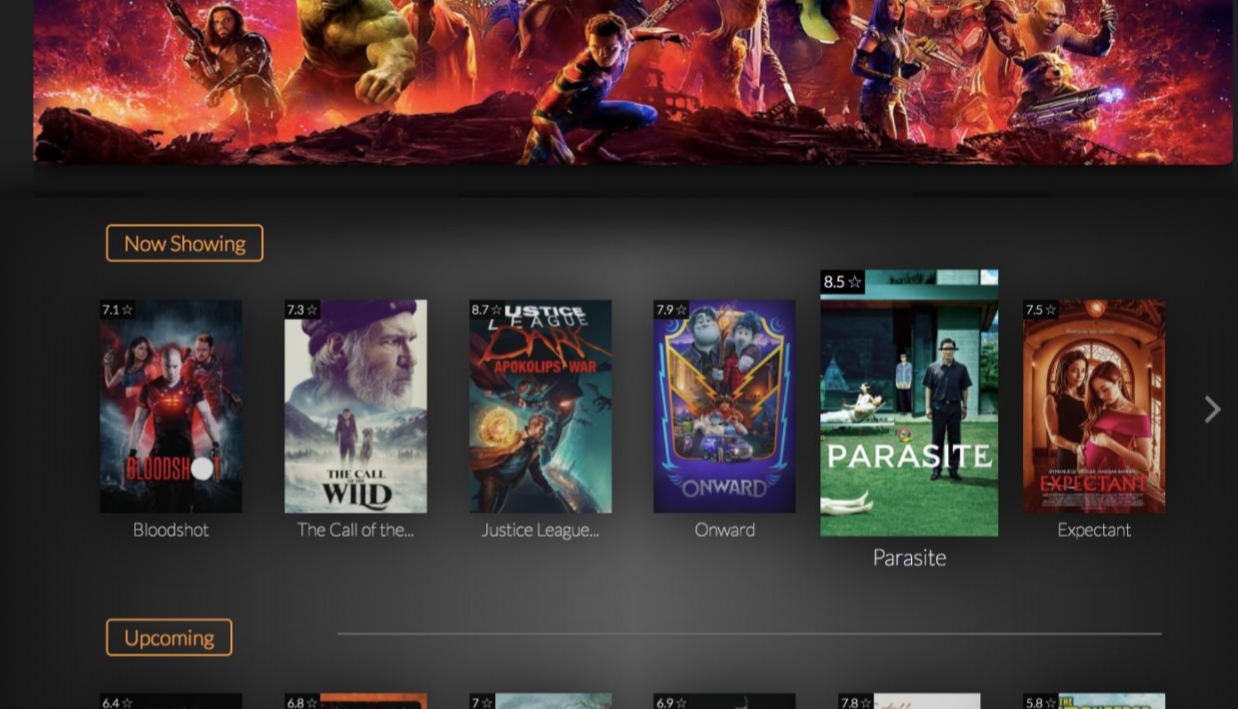 Now Showing
7.1 ☆
7.3 ☆
8.7 ☆
7.9 ☆
8.5 ☆
7.5 ☆
BLOODSH T
THE CALL
WILD
JUSTICE
LEAGUE
DARK
APOKOLIPS WAR
ONWARD
PARASITE
EXPECTANT
Bloodshot
The Call of the...
Justice League...
Onward
Parasite
Expectant
Upcoming
6.4 ☆
6.8 ☆
7 ☆
6.9 ☆
7.8 ☆
5.8 ☆
THE